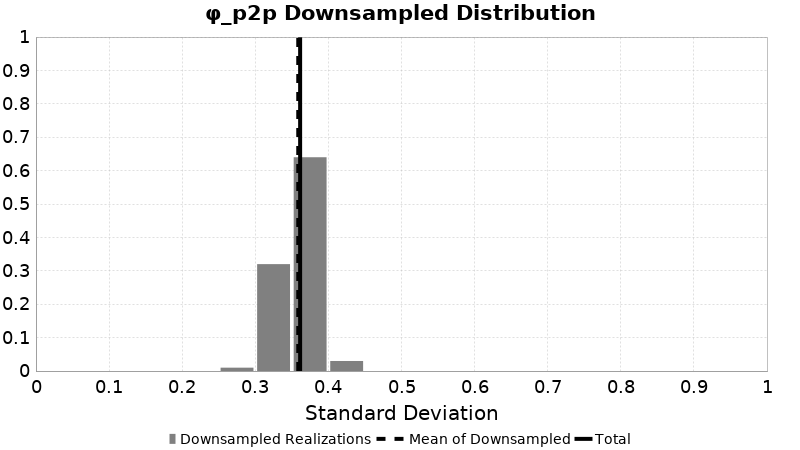 φ_p2p Downsampled Distribution
1
0.9
0.8
0.7
0.6
0.5
0.4
0.3
0.2
0.1
0
0 0.1 0.2 0.3 0.4 0.5 0.6 0.7 0.8 0.9 1
Standard Deviation
Downsampled Realizations Mean of Downsampled Total